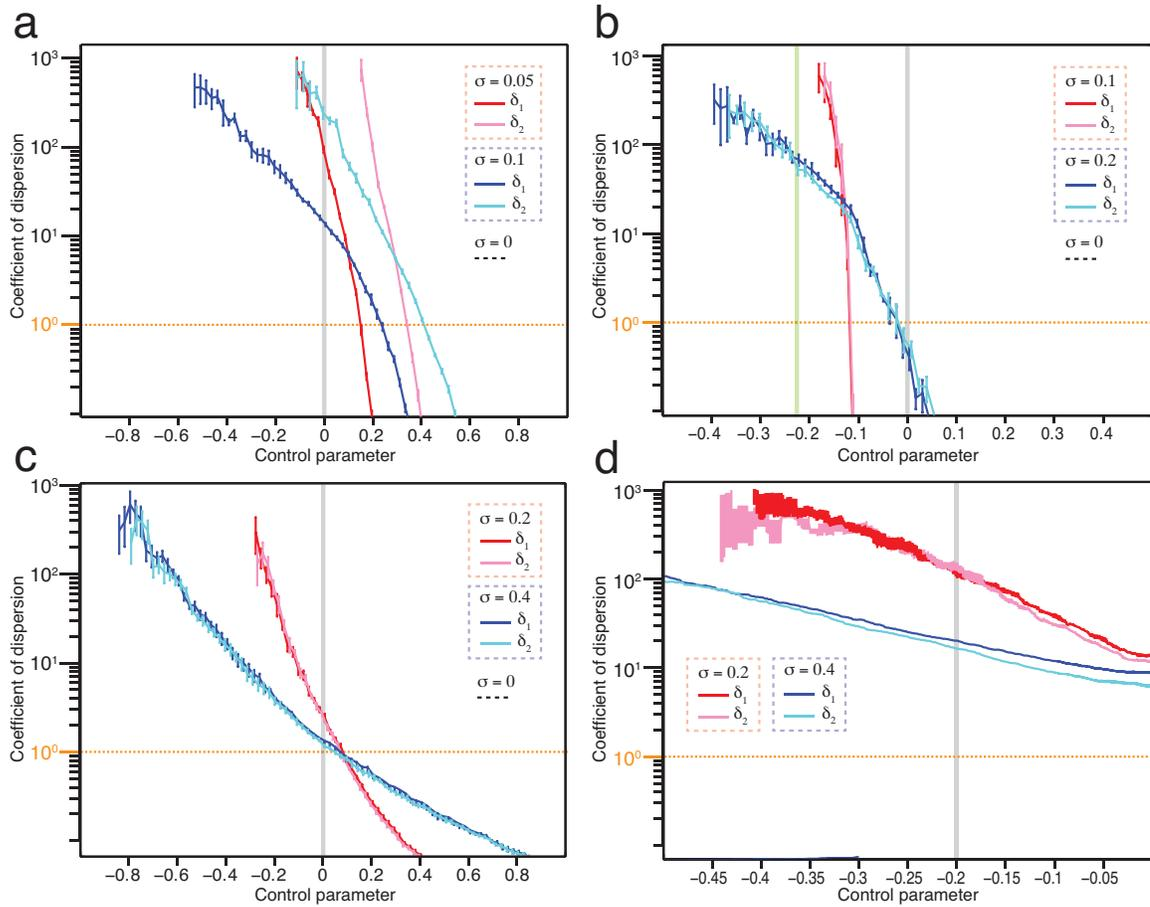 a
10³
10²
10¹
10⁰
Coefficient of dispersion
σ = 0.05
δ₁
δ₂
σ = 0.1
δ₁
δ₂
σ = 0
−0.8 −0.6 −0.4 −0.2 0 0.2 0.4 0.6 0.8
Control parameter
b
10³
10²
10¹
10⁰
Coefficient of dispersion
σ = 0.1
δ₁
δ₂
σ = 0.2
δ₁
δ₂
σ = 0
−0.4 −0.3 −0.2 −0.1 0 0.1 0.2 0.3 0.4
Control parameter
c
10³
10²
10¹
10⁰
Coefficient of dispersion
σ = 0.2
δ₁
δ₂
σ = 0.4
δ₁
δ₂
σ = 0
−0.8 −0.6 −0.4 −0.2 0 0.2 0.4 0.6 0.8
Control parameter
d
10³
10²
10¹
10⁰
Coefficient of dispersion
σ = 0.2
δ₁
δ₂
σ = 0.4
δ₁
δ₂
−0.45 −0.4 −0.35 −0.3 −0.25 −0.2 −0.15 −0.1 −0.05
Control parameter